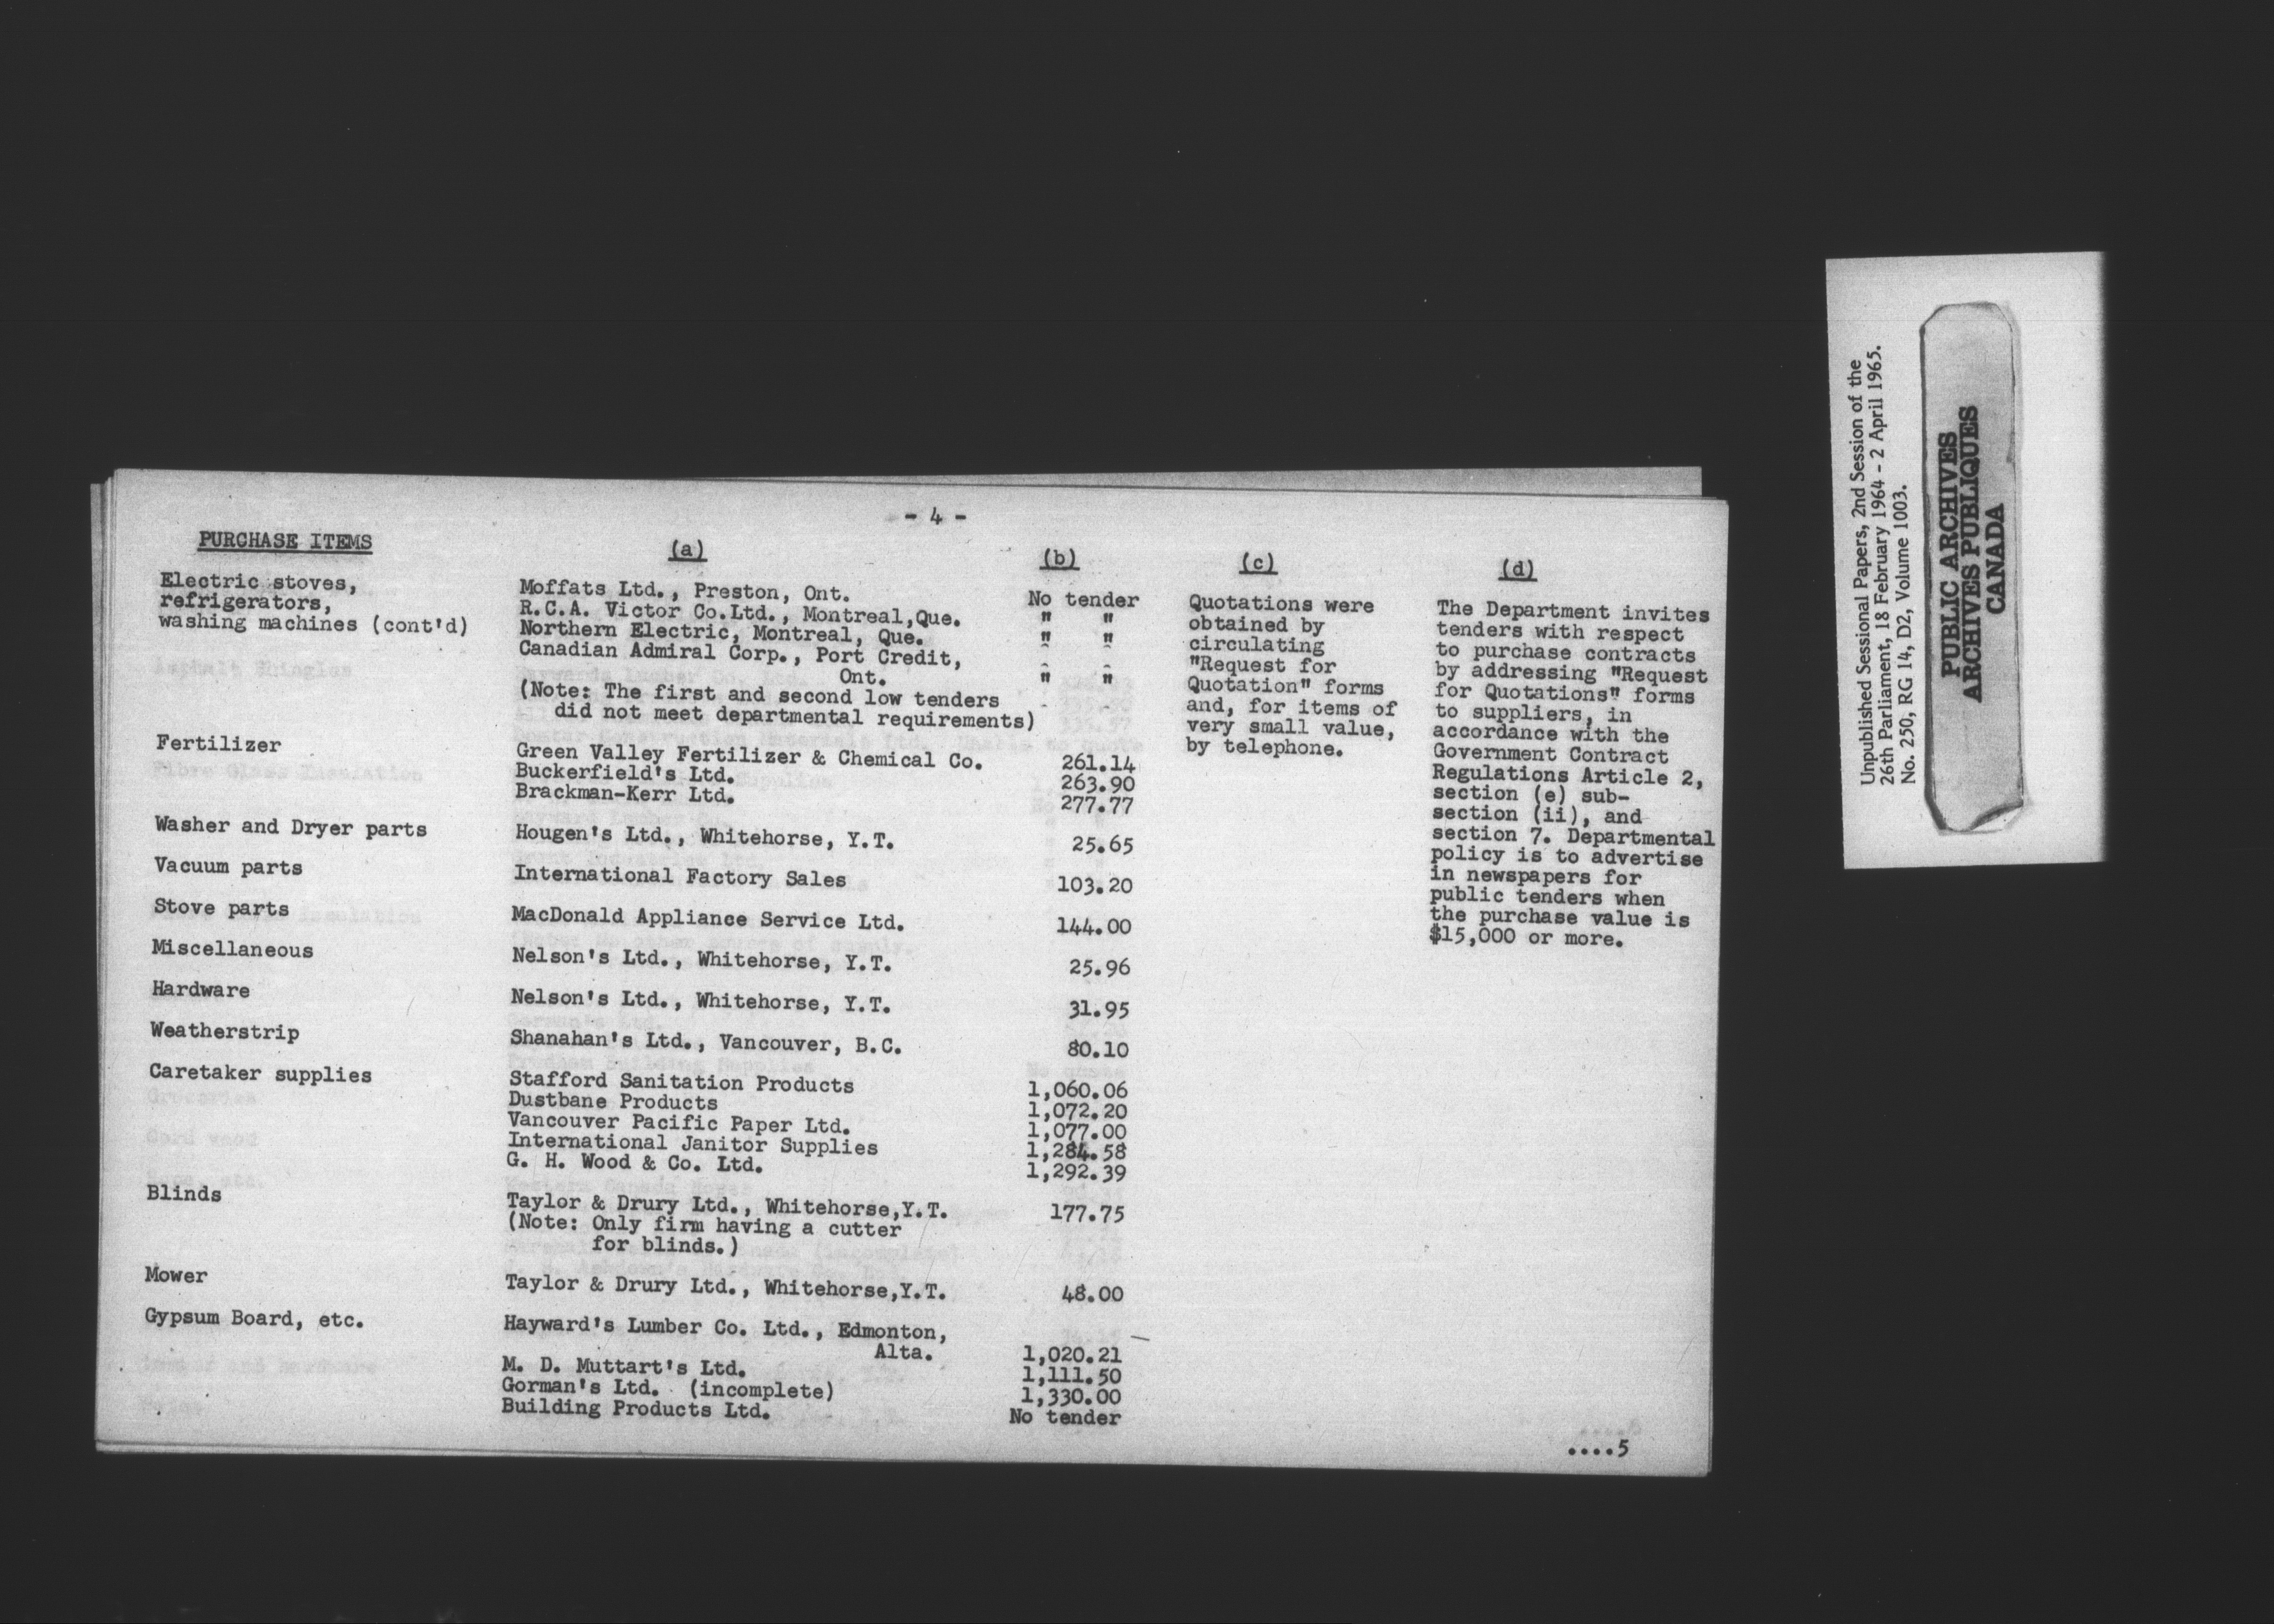 - 4 -
PURCHASE ITEMS (a) (b) (c) (d)
Electric stoves,
refrigerators,
washing machines (cont'd)
Moffats Ltd., Preston, Ont. No tender
R.C.A. Victor Co.Ltd., Montreal,Que. " "
Northern Electric, Montreal, Que. " "
Canadian Admiral Corp., Port Credit,
Ont. " "
(Note: The first and second low tenders
did not meet departmental requirements)
Fertilizer
Green Valley Fertilizer & Chemical Co. 261.14
Buckerfield's Ltd. 263.90
Brackman-Kerr Ltd. 277.77
Washer and Dryer parts Hougen's Ltd., Whitehorse, Y.T. 25.65
Vacuum parts International Factory Sales 103.20
Stove parts MacDonald Appliance Service Ltd. 144.00
Miscellaneous Nelson's Ltd., Whitehorse, Y.T. 25.96
Hardware Nelson's Ltd., Whitehorse, Y.T. 31.95
Weatherstrip Shanahan's Ltd., Vancouver, B.C. 80.10
Caretaker supplies Stafford Sanitation Products 1,060.06
Dustbane Products 1,072.20
Vancouver Pacific Paper Ltd. 1,077.00
International Janitor Supplies 1,284.58
G. H. Wood & Co. Ltd. 1,292.39
Blinds Taylor & Drury Ltd., Whitehorse,Y.T. 177.75
(Note: Only firm having a cutter
for blinds.)
Mower Taylor & Drury Ltd., Whitehorse,Y.T. 48.00
Gypsum Board, etc. Hayward's Lumber Co. Ltd., Edmonton,
Alta. 1,020.21
M. D. Muttart's Ltd. 1,111.50
Gorman's Ltd. (incomplete) 1,330.00
Building Products Ltd. No tender
Quotations were
obtained by
circulating
"Request for
Quotation" forms
and, for items of
very small value,
by telephone.
The Department invites
tenders with respect
to purchase contracts
by addressing "Request
for Quotations" forms
to suppliers, in
accordance with the
Government Contract
Regulations Article 2,
section (e) sub-
section (ii), and
section 7. Departmental
policy is to advertise
in newspapers for
public tenders when
the purchase value is
$15,000 or more.
....5
Unpublished Sessional Papers, 2nd Session of the
26th Parliament, 18 February 1964 - 2 April 1965.
No. 250, RG 14, D2, Volume 1003.
PUBLIC ARCHIVES
ARCHIVES PUBLIQUES
CANADA